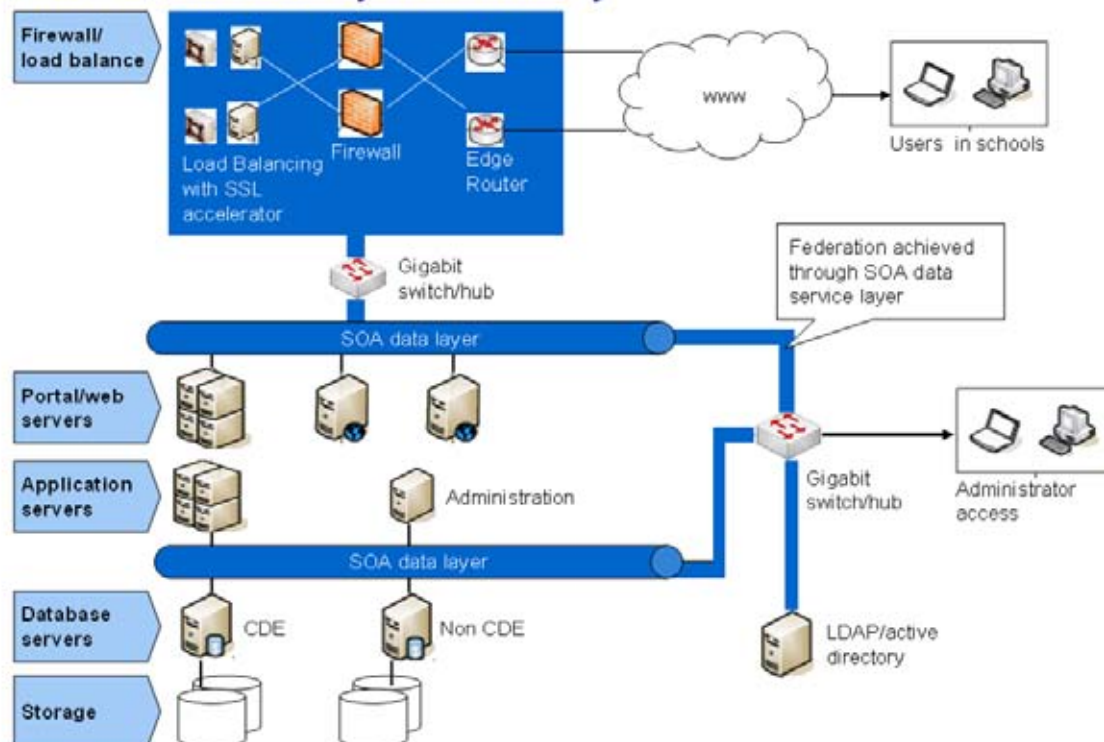 Firewall/
load balance
Load Balancing
with SSL
accelerator
Firewall
Edge
Router
www
Users in schools
Gigabit
switch/hub
Federation achieved
through SOA data
service layer
SOA data layer
Portal/web
servers
Application
servers
Administration
Gigabit
switch/hub
Administrator
access
SOA data layer
Database
servers
CDE
Non CDE
LDAP/active
directory
Storage